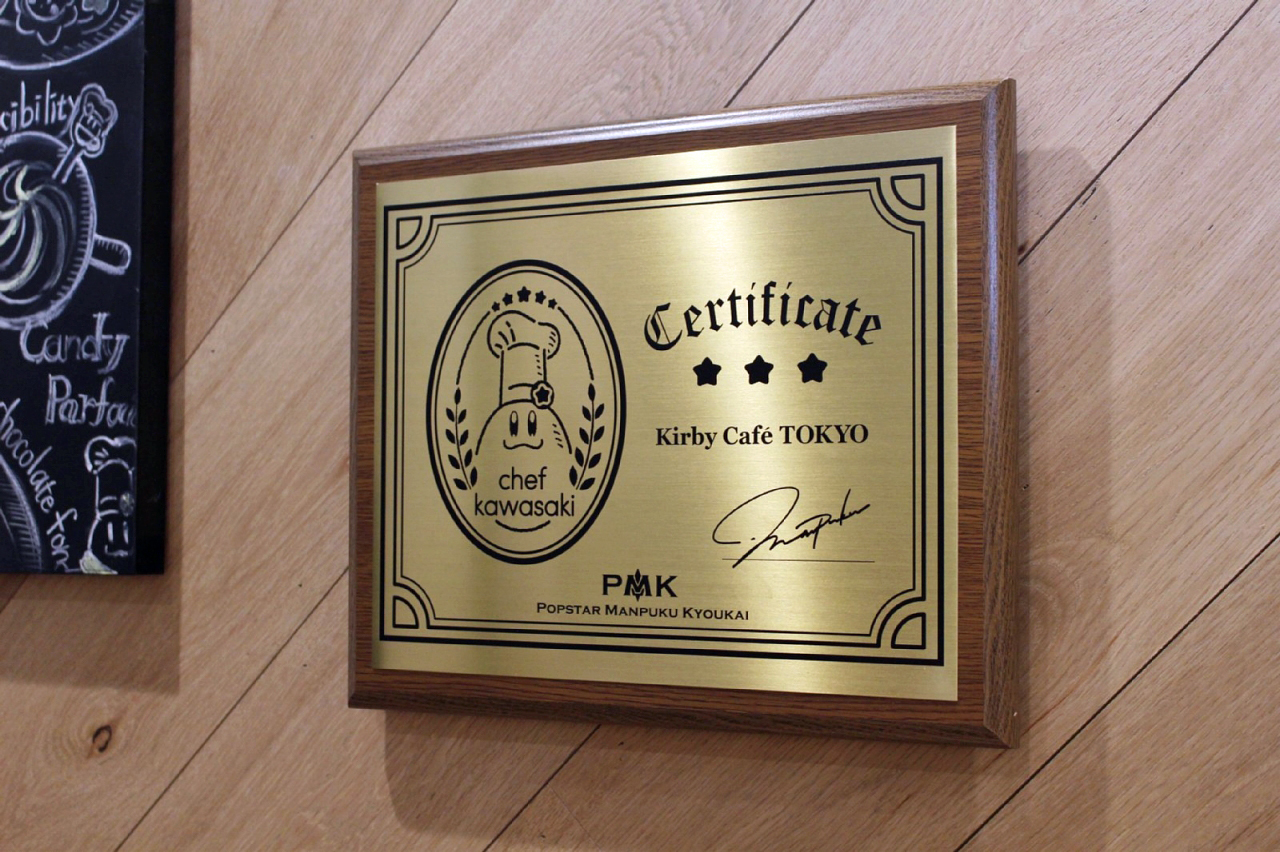 Candy
Certificate
Kirby Café TOKYO
chef
kawasaki
PMK
POPSTAR MANPUKU KYOUKAI